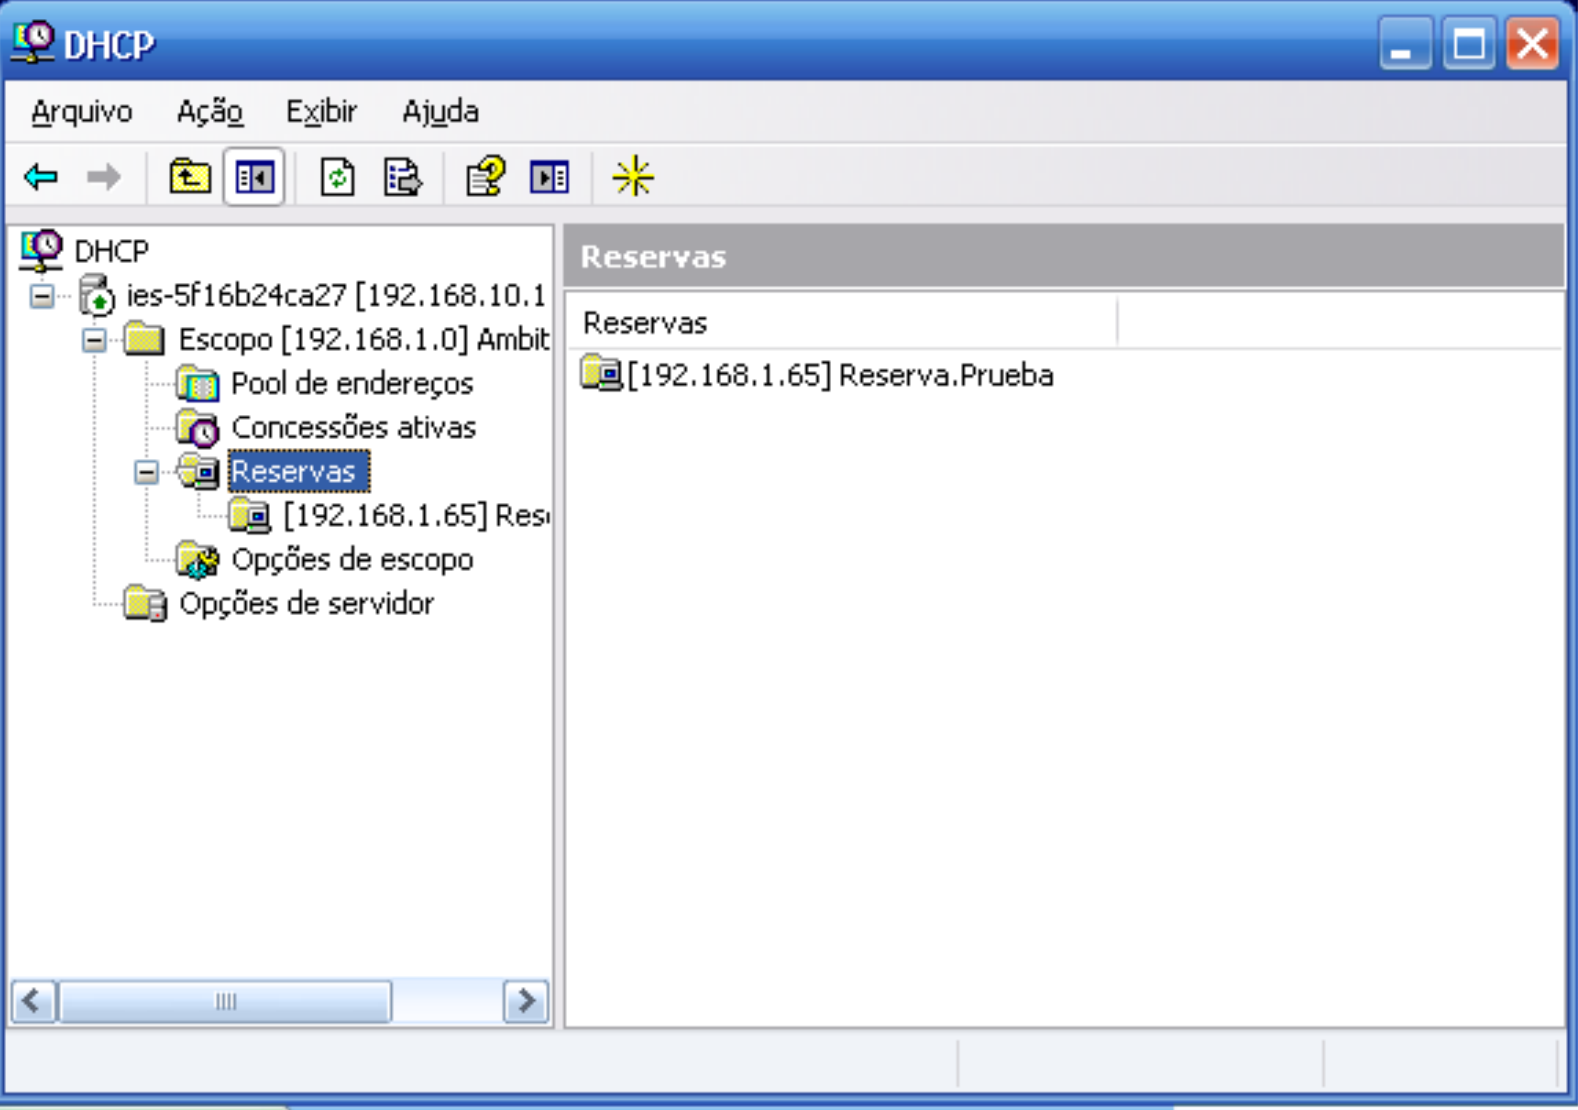 DHCP
Arquivo Ação Exibir Ajuda
DHCP
ies-5f16b24ca27 [192.168.10.1
Escopo [192.168.1.0] Ambit
Pool de endereços
Concessões ativas
Reservas
[192.168.1.65] Rese
Opções de escopo
Opções de servidor
Reservas
Reservas
[192.168.1.65] Reserva.Prueba